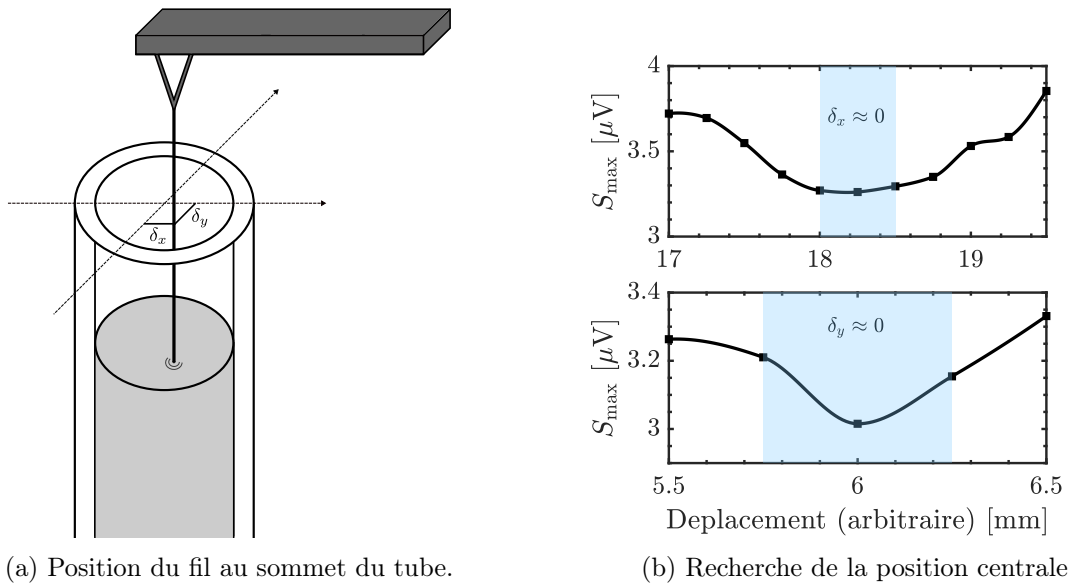 δx
δy
(a) Position du fil au sommet du tube.
4
3.5
3
Smax [µV]
δx ≈ 0
17
18
19
3.4
3.2
3
Smax [µV]
δy ≈ 0
5.5
6
6.5
Deplacement (arbitraire) [mm]
(b) Recherche de la position centrale